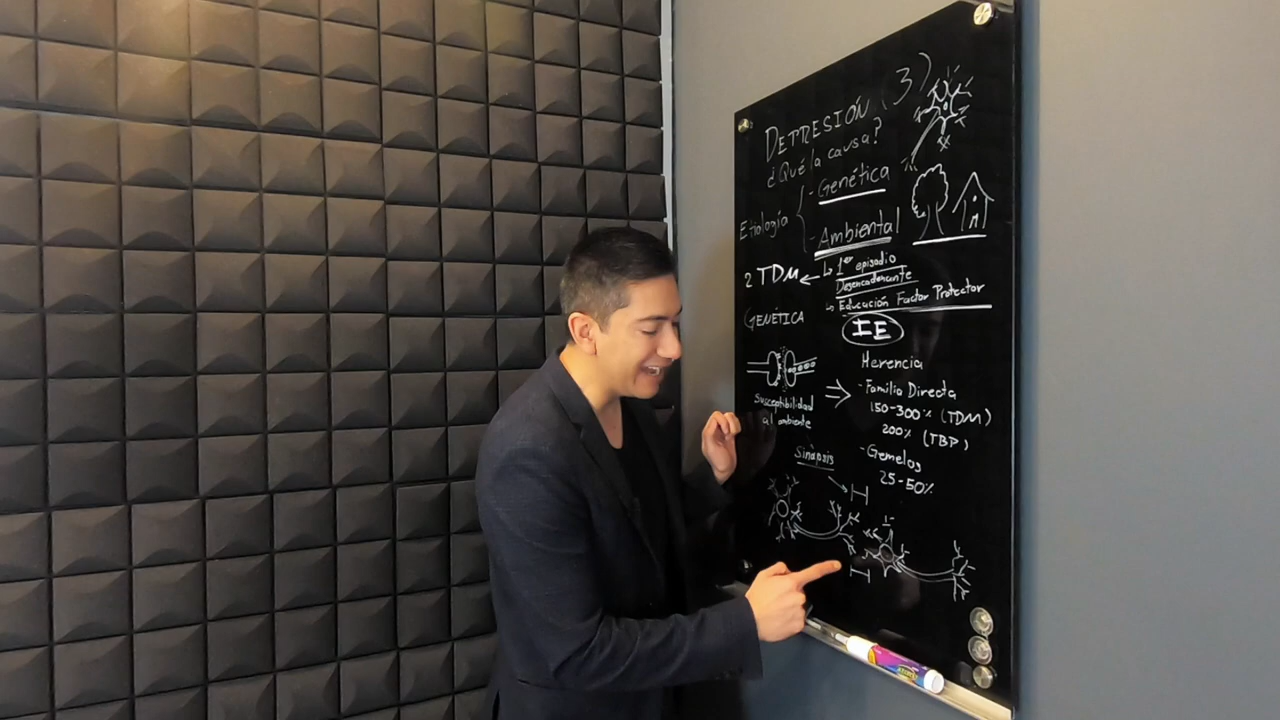 DEPRESIÓN (3)
¿Qué la causa?
Etiología
- Genética
- Ambiental
2 TDM ← ↳ 1er episodio
Desencadenante
↳ Educación Factor Protector
IE
GENÉTICA
Susceptibilidad
al ambiente
⇒
Herencia
- Familia Directa
150-300% (TDM)
200% (TBP)
- Gemelos
25-50%
Sinápsis